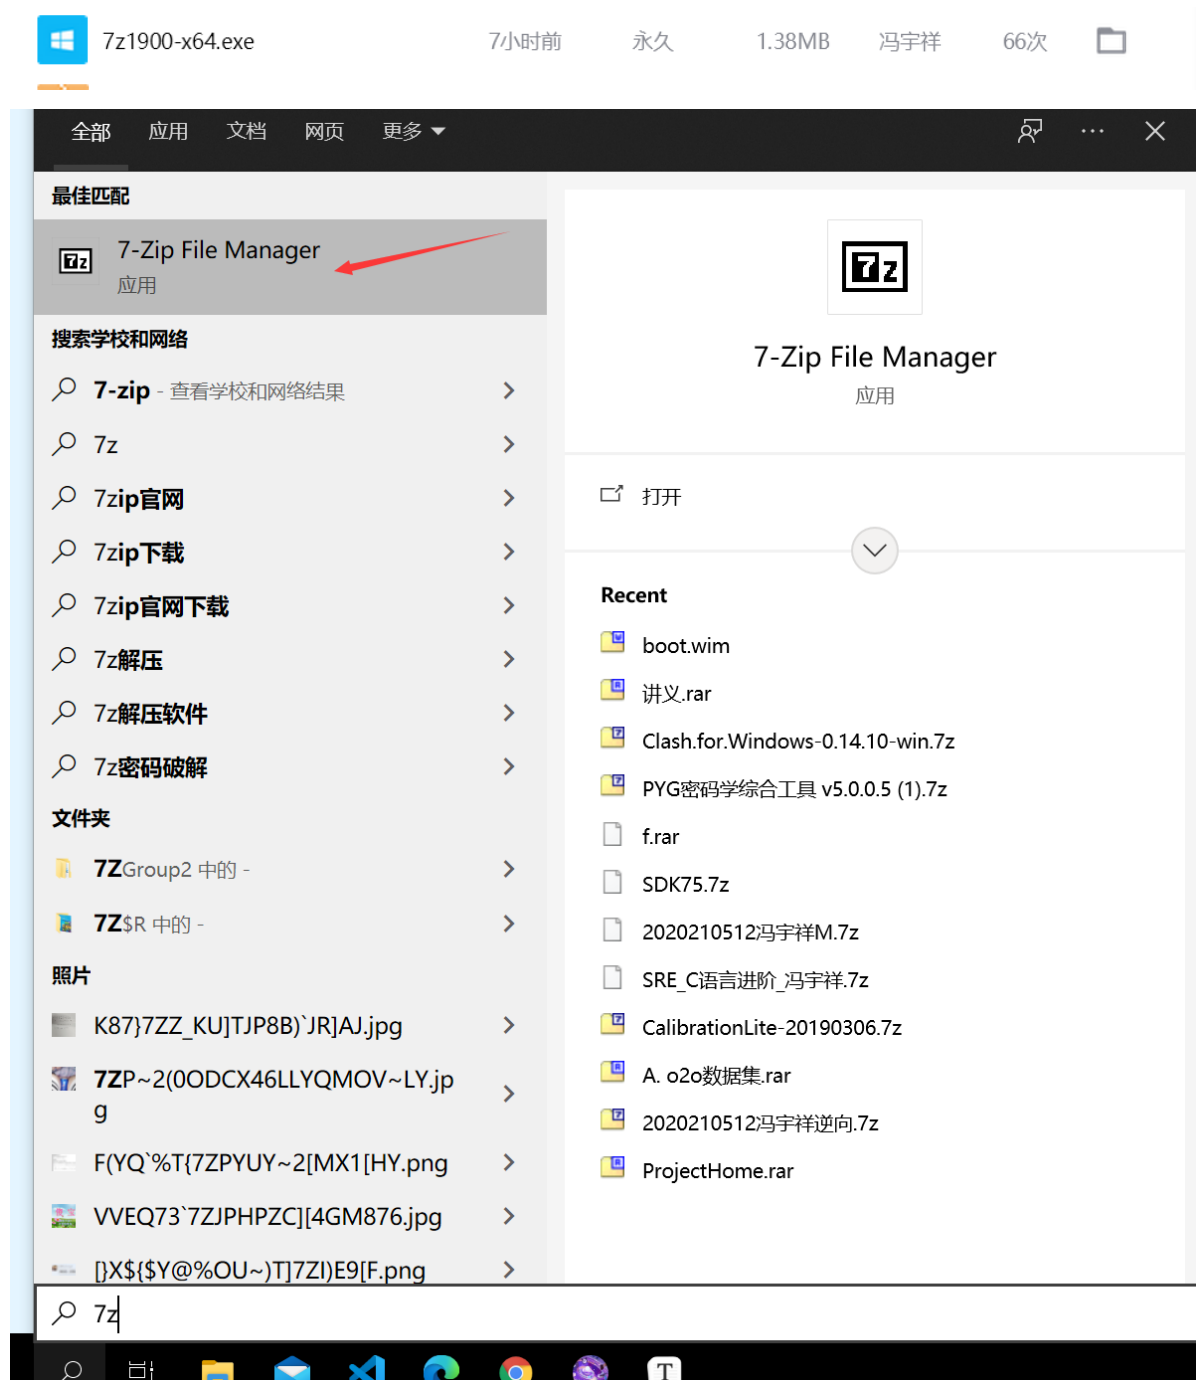 7z1900-x64.exe 7小时前 永久 1.38MB 冯宇祥 66次
全部 应用 文档 网页 更多
最佳匹配
7-Zip File Manager
应用
搜索学校和网络
7-zip - 查看学校和网络结果
7z
7zip官网
7zip下载
7zip官网下载
7z解压
7z解压软件
7z密码破解
文件夹
7ZGroup2 中的 -
7Z$R 中的 -
照片
K87}7ZZ_KU]TJP8B)`JR]AJ.jpg
7ZP~2(0ODCX46LLYQMOV~LY.jp
g
F(YQ`%T{7ZPYUY~2[MX1[HY.png
VVEQ73`7ZJPHPZC][4GM876.jpg
[}X${$Y@%OU~)T]7ZI)E9[F.png
7z
7-Zip File Manager
应用
打开
Recent
boot.wim
讲义.rar
Clash.for.Windows-0.14.10-win.7z
PYG密码学综合工具 v5.0.0.5 (1).7z
f.rar
SDK75.7z
2020210512冯宇祥M.7z
SRE_C语言进阶_冯宇祥.7z
CalibrationLite-20190306.7z
A. o2o数据集.rar
2020210512冯宇祥逆向.7z
ProjectHome.rar